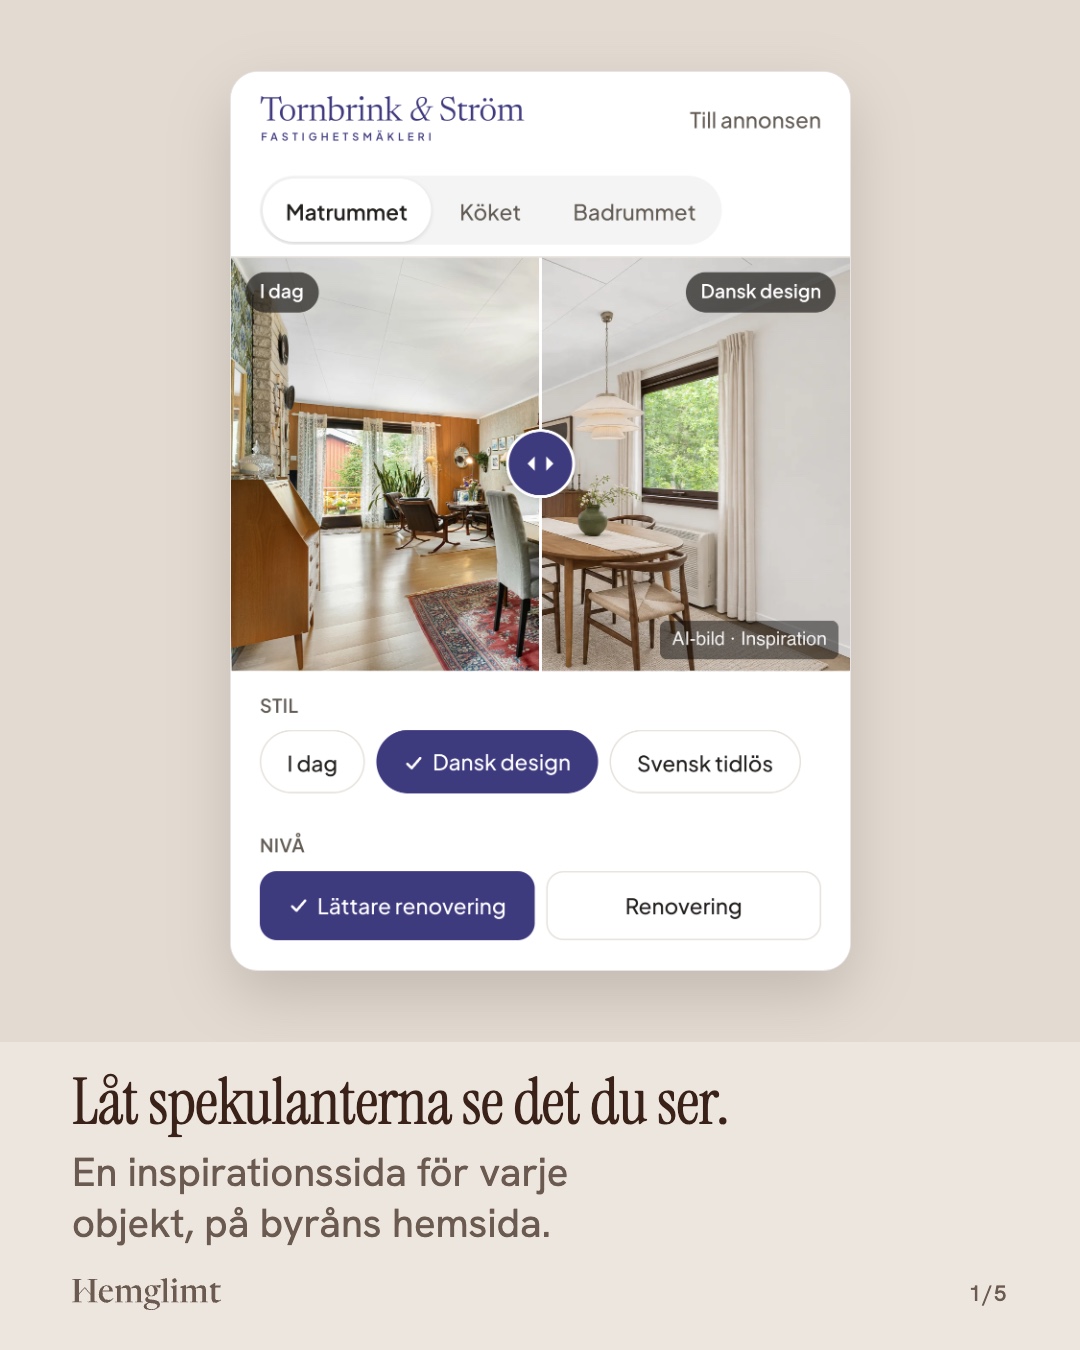 Tornbrink & Ström
FASTIGHETSMÄKLERI
Till annonsen
Matrummet
Köket
Badrummet
I dag
Dansk design
AI-bild · Inspiration
STIL
I dag
Dansk design
Svensk tidlös
NIVÅ
Lättare renovering
Renovering
Låt spekulanterna se det du ser.
En inspirationssida för varje
objekt, på byråns hemsida.
Hemglimt
1/5